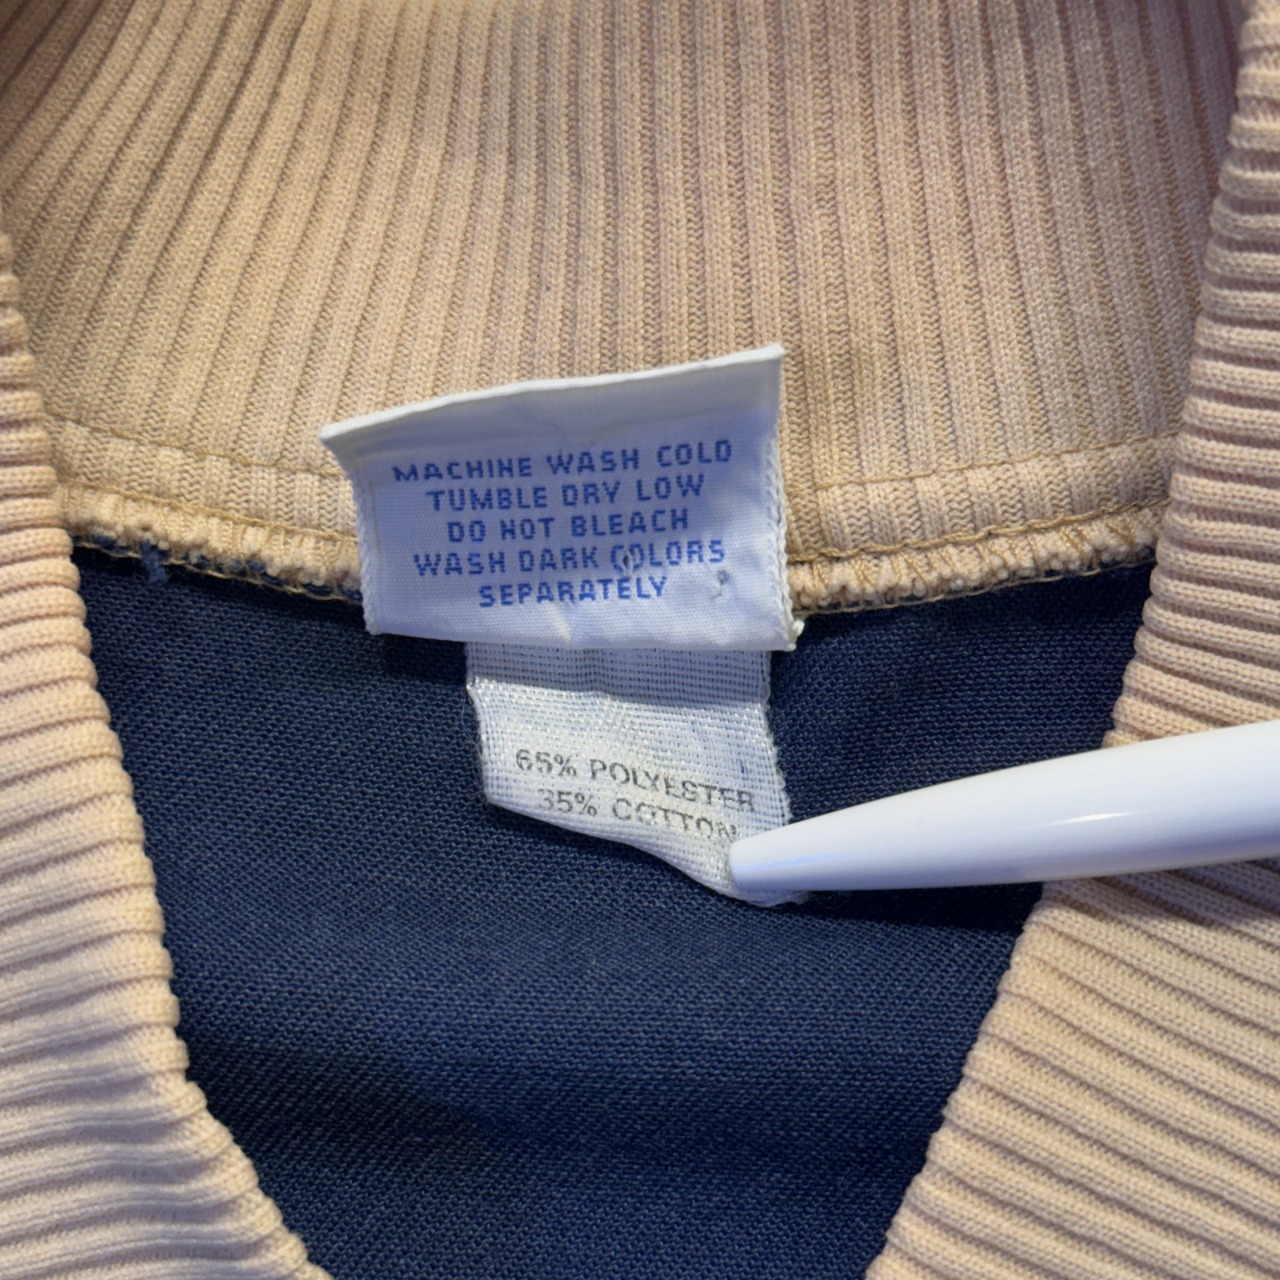 MACHINE WASH COLD
TUMBLE DRY LOW
DO NOT BLEACH
WASH DARK COLORS
SEPARATELY
65% POLYESTER
35% COTTON